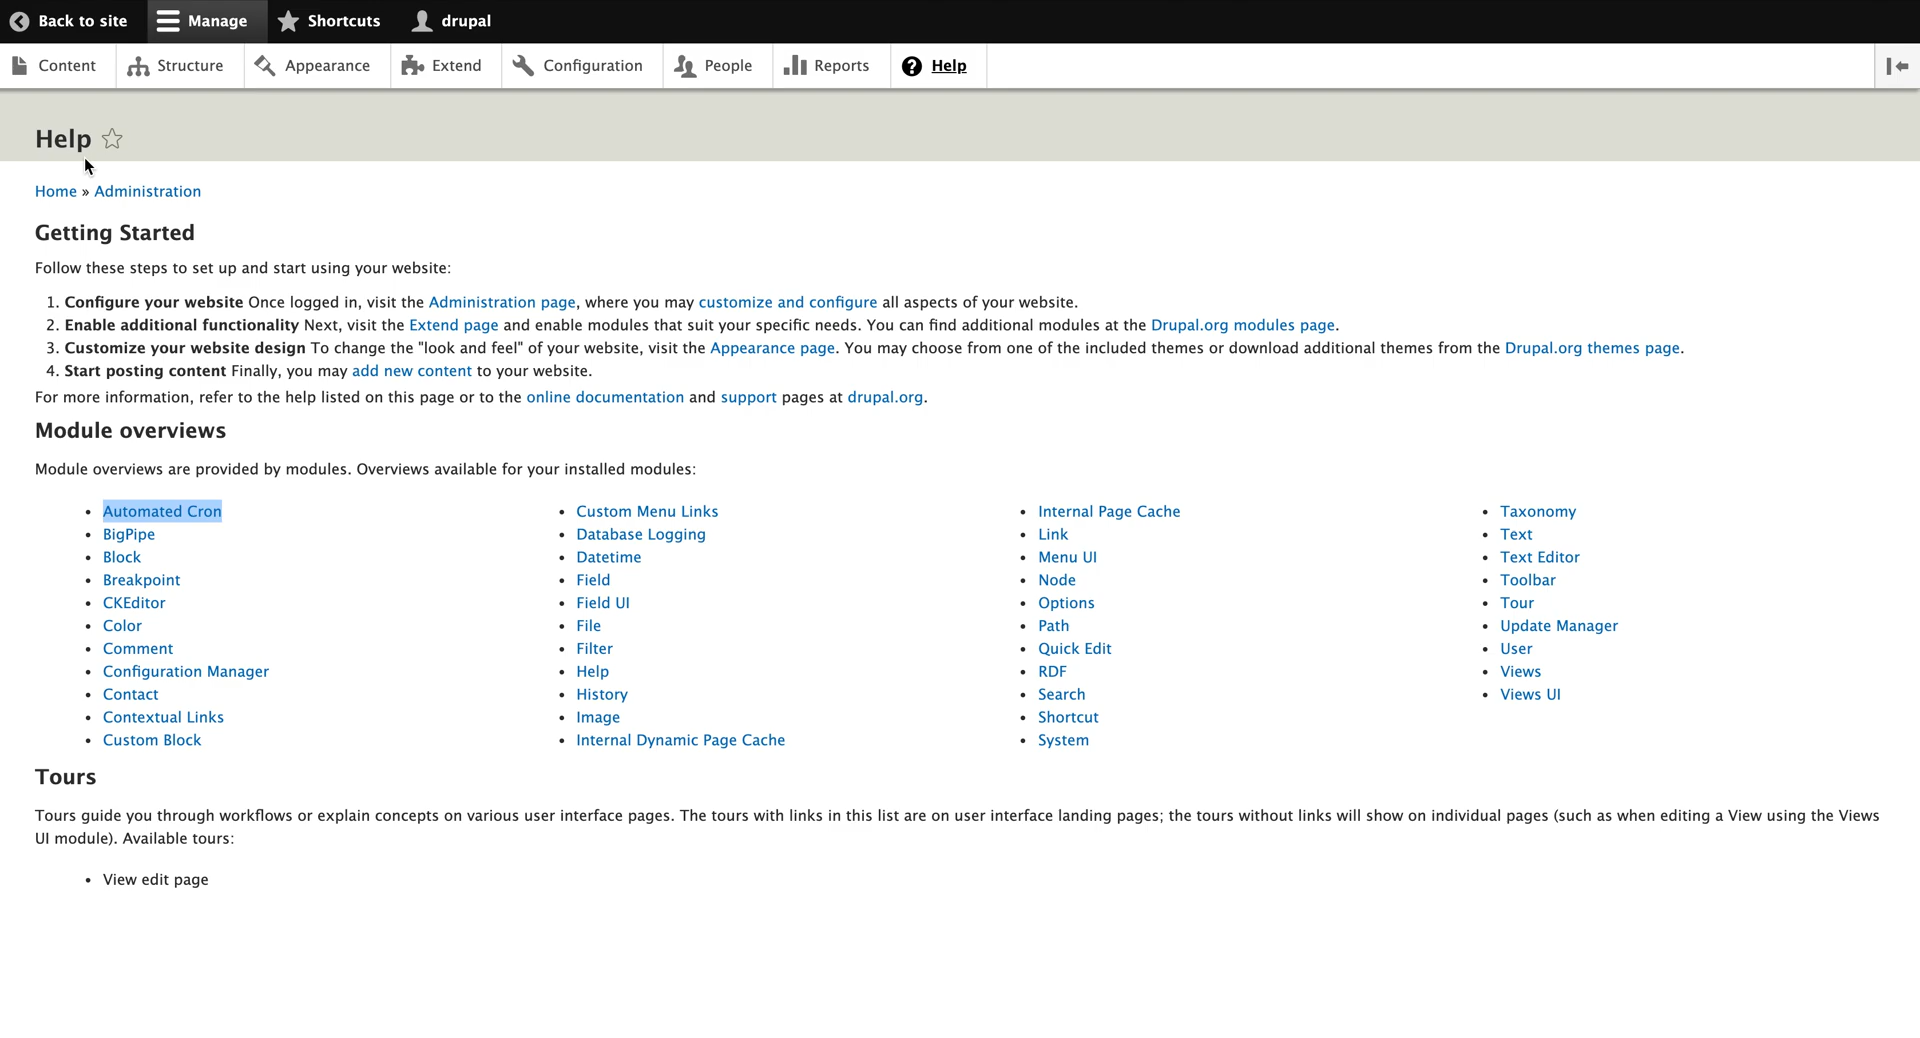 Back to site Manage Shortcuts drupal
Content Structure Appearance Extend Configuration People Reports Help
Help
Home » Administration
Getting Started
Follow these steps to set up and start using your website:
1. Configure your website Once logged in, visit the Administration page, where you may customize and configure all aspects of your website.
2. Enable additional functionality Next, visit the Extend page and enable modules that suit your specific needs. You can find additional modules at the Drupal.org modules page.
3. Customize your website design To change the "look and feel" of your website, visit the Appearance page. You may choose from one of the included themes or download additional themes from the Drupal.org themes page.
4. Start posting content Finally, you may add new content to your website.
For more information, refer to the help listed on this page or to the online documentation and support pages at drupal.org.
Module overviews
Module overviews are provided by modules. Overviews available for your installed modules:
• Automated Cron
• BigPipe
• Block
• Breakpoint
• CKEditor
• Color
• Comment
• Configuration Manager
• Contact
• Contextual Links
• Custom Block
• Custom Menu Links
• Database Logging
• Datetime
• Field
• Field UI
• File
• Filter
• Help
• History
• Image
• Internal Dynamic Page Cache
• Internal Page Cache
• Link
• Menu UI
• Node
• Options
• Path
• Quick Edit
• RDF
• Search
• Shortcut
• System
• Taxonomy
• Text
• Text Editor
• Toolbar
• Tour
• Update Manager
• User
• Views
• Views UI
Tours
Tours guide you through workflows or explain concepts on various user interface pages. The tours with links in this list are on user interface landing pages; the tours without links will show on individual pages (such as when editing a View using the Views
UI module). Available tours:
• View edit page